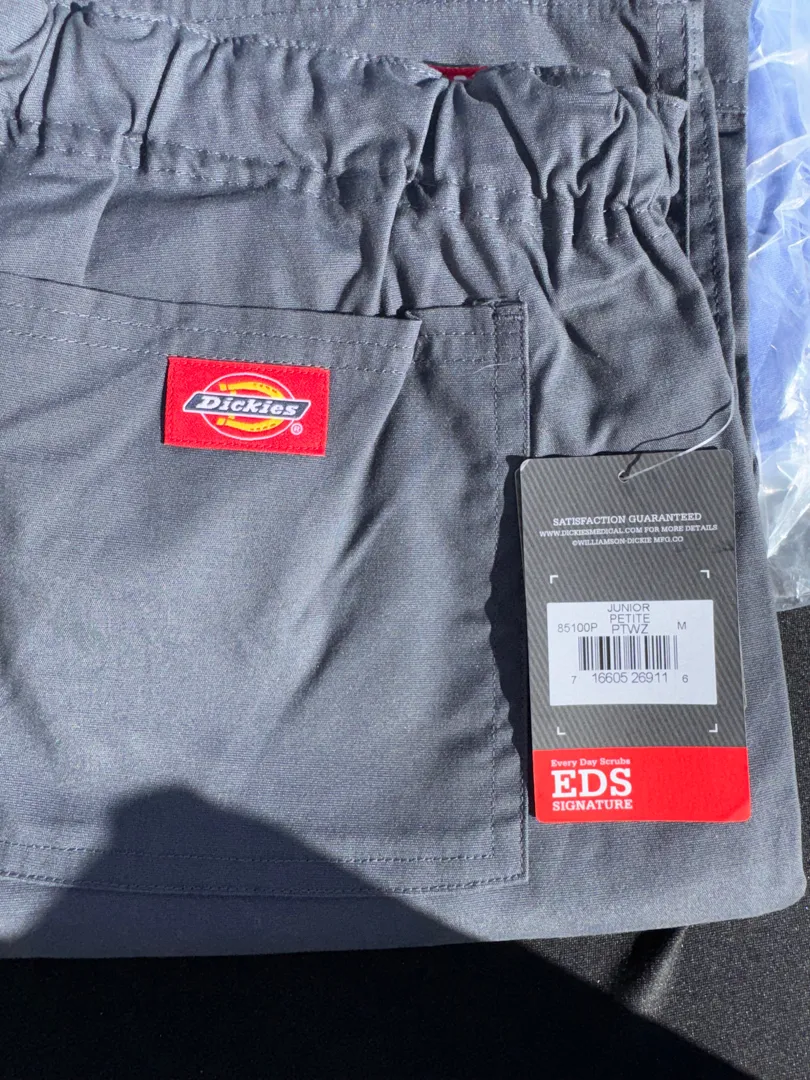 Dickies
®
SATISFACTION GUARANTEED
WWW.DICKIESMEDICAL.COM FOR MORE DETAILS
©WILLIAMSON-DICKIE MFG.CO
JUNIOR
PETITE
85100P PTWZ M
7 16605 26911 6
Every Day Scrubs
EDS
SIGNATURE